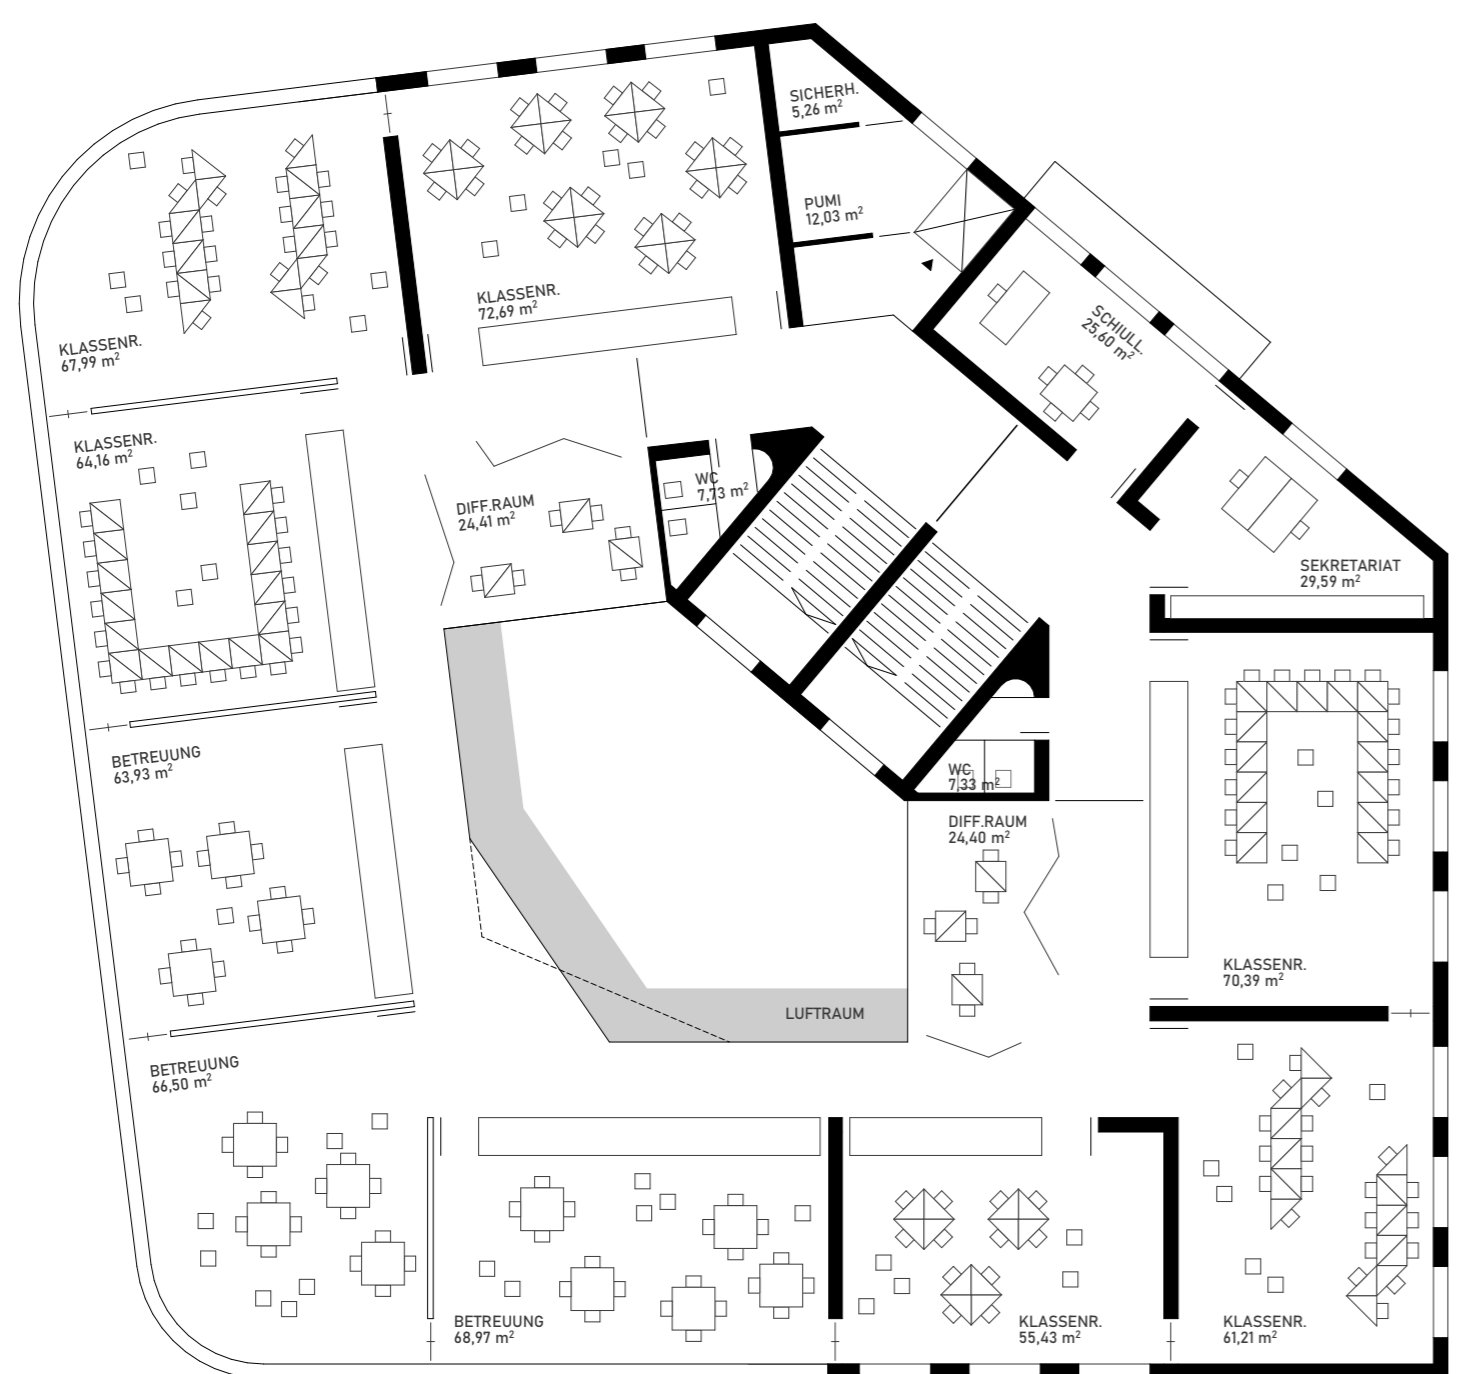 SICHERH.
5,26 m²
PUMI
12,03 m²
KLASSENR.
72,69 m²
SCHIULL.
25,60 m²
KLASSENR.
67,99 m²
KLASSENR.
64,16 m²
DIFF.RAUM
24,41 m²
WC
7,73 m²
SEKRETARIAT
29,59 m²
BETREUUNG
63,93 m²
WC
7,33 m²
DIFF.RAUM
24,40 m²
KLASSENR.
70,39 m²
LUFTRAUM
BETREUUNG
66,50 m²
BETREUUNG
68,97 m²
KLASSENR.
55,43 m²
KLASSENR.
61,21 m²